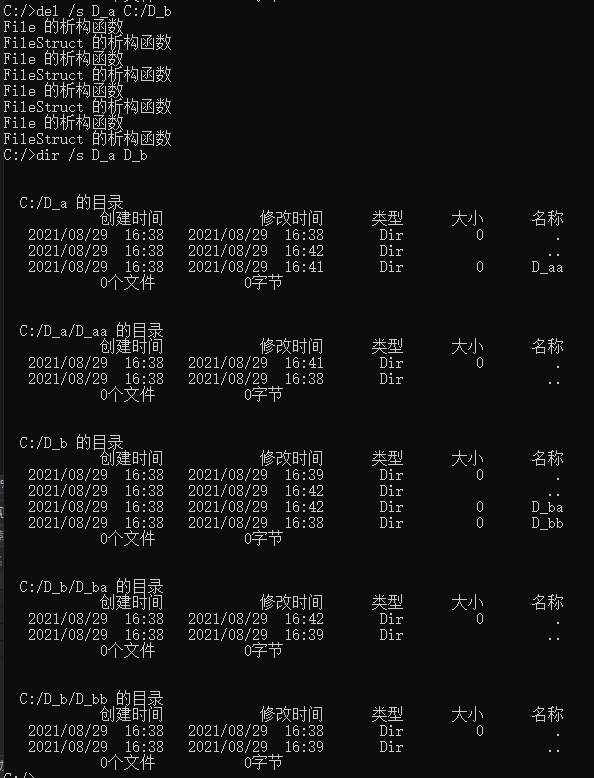 C:/>del /s D_a C:/D_b
File 的析构函数
FileStruct 的析构函数
File 的析构函数
FileStruct 的析构函数
File 的析构函数
FileStruct 的析构函数
File 的析构函数
FileStruct 的析构函数
C:/>dir /s D_a D_b
C:/D_a 的目录
创建时间 修改时间 类型 大小 名称
2021/08/29 16:38 2021/08/29 16:38 Dir 0 .
2021/08/29 16:38 2021/08/29 16:42 Dir ..
2021/08/29 16:38 2021/08/29 16:41 Dir 0 D_aa
0个文件 0字节
C:/D_a/D_aa 的目录
创建时间 修改时间 类型 大小 名称
2021/08/29 16:38 2021/08/29 16:41 Dir 0 .
2021/08/29 16:38 2021/08/29 16:38 Dir ..
0个文件 0字节
C:/D_b 的目录
创建时间 修改时间 类型 大小 名称
2021/08/29 16:38 2021/08/29 16:39 Dir 0 .
2021/08/29 16:38 2021/08/29 16:42 Dir ..
2021/08/29 16:38 2021/08/29 16:42 Dir 0 D_ba
2021/08/29 16:38 2021/08/29 16:38 Dir 0 D_bb
0个文件 0字节
C:/D_b/D_ba 的目录
创建时间 修改时间 类型 大小 名称
2021/08/29 16:38 2021/08/29 16:42 Dir 0 .
2021/08/29 16:38 2021/08/29 16:39 Dir ..
0个文件 0字节
C:/D_b/D_bb 的目录
创建时间 修改时间 类型 大小 名称
2021/08/29 16:38 2021/08/29 16:38 Dir 0 .
2021/08/29 16:38 2021/08/29 16:39 Dir ..
0个文件 0字节